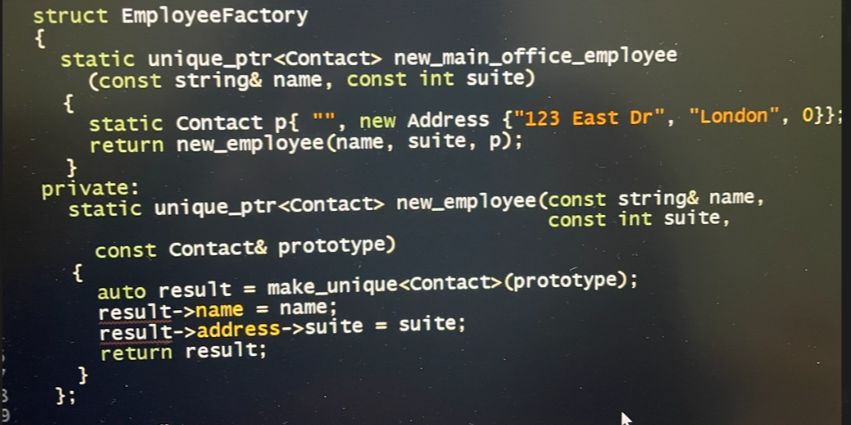 struct EmployeeFactory
{
static unique_ptr<Contact> new_main_office_employee
(const string& name, const int suite)
{
static Contact p{ "", new Address {"123 East Dr", "London", 0}};
return new_employee(name, suite, p);
}
private:
static unique_ptr<Contact> new_employee(const string& name,
const int suite,
const Contact& prototype)
{
auto result = make_unique<Contact>(prototype);
result->name = name;
result->address->suite = suite;
return result;
}
};